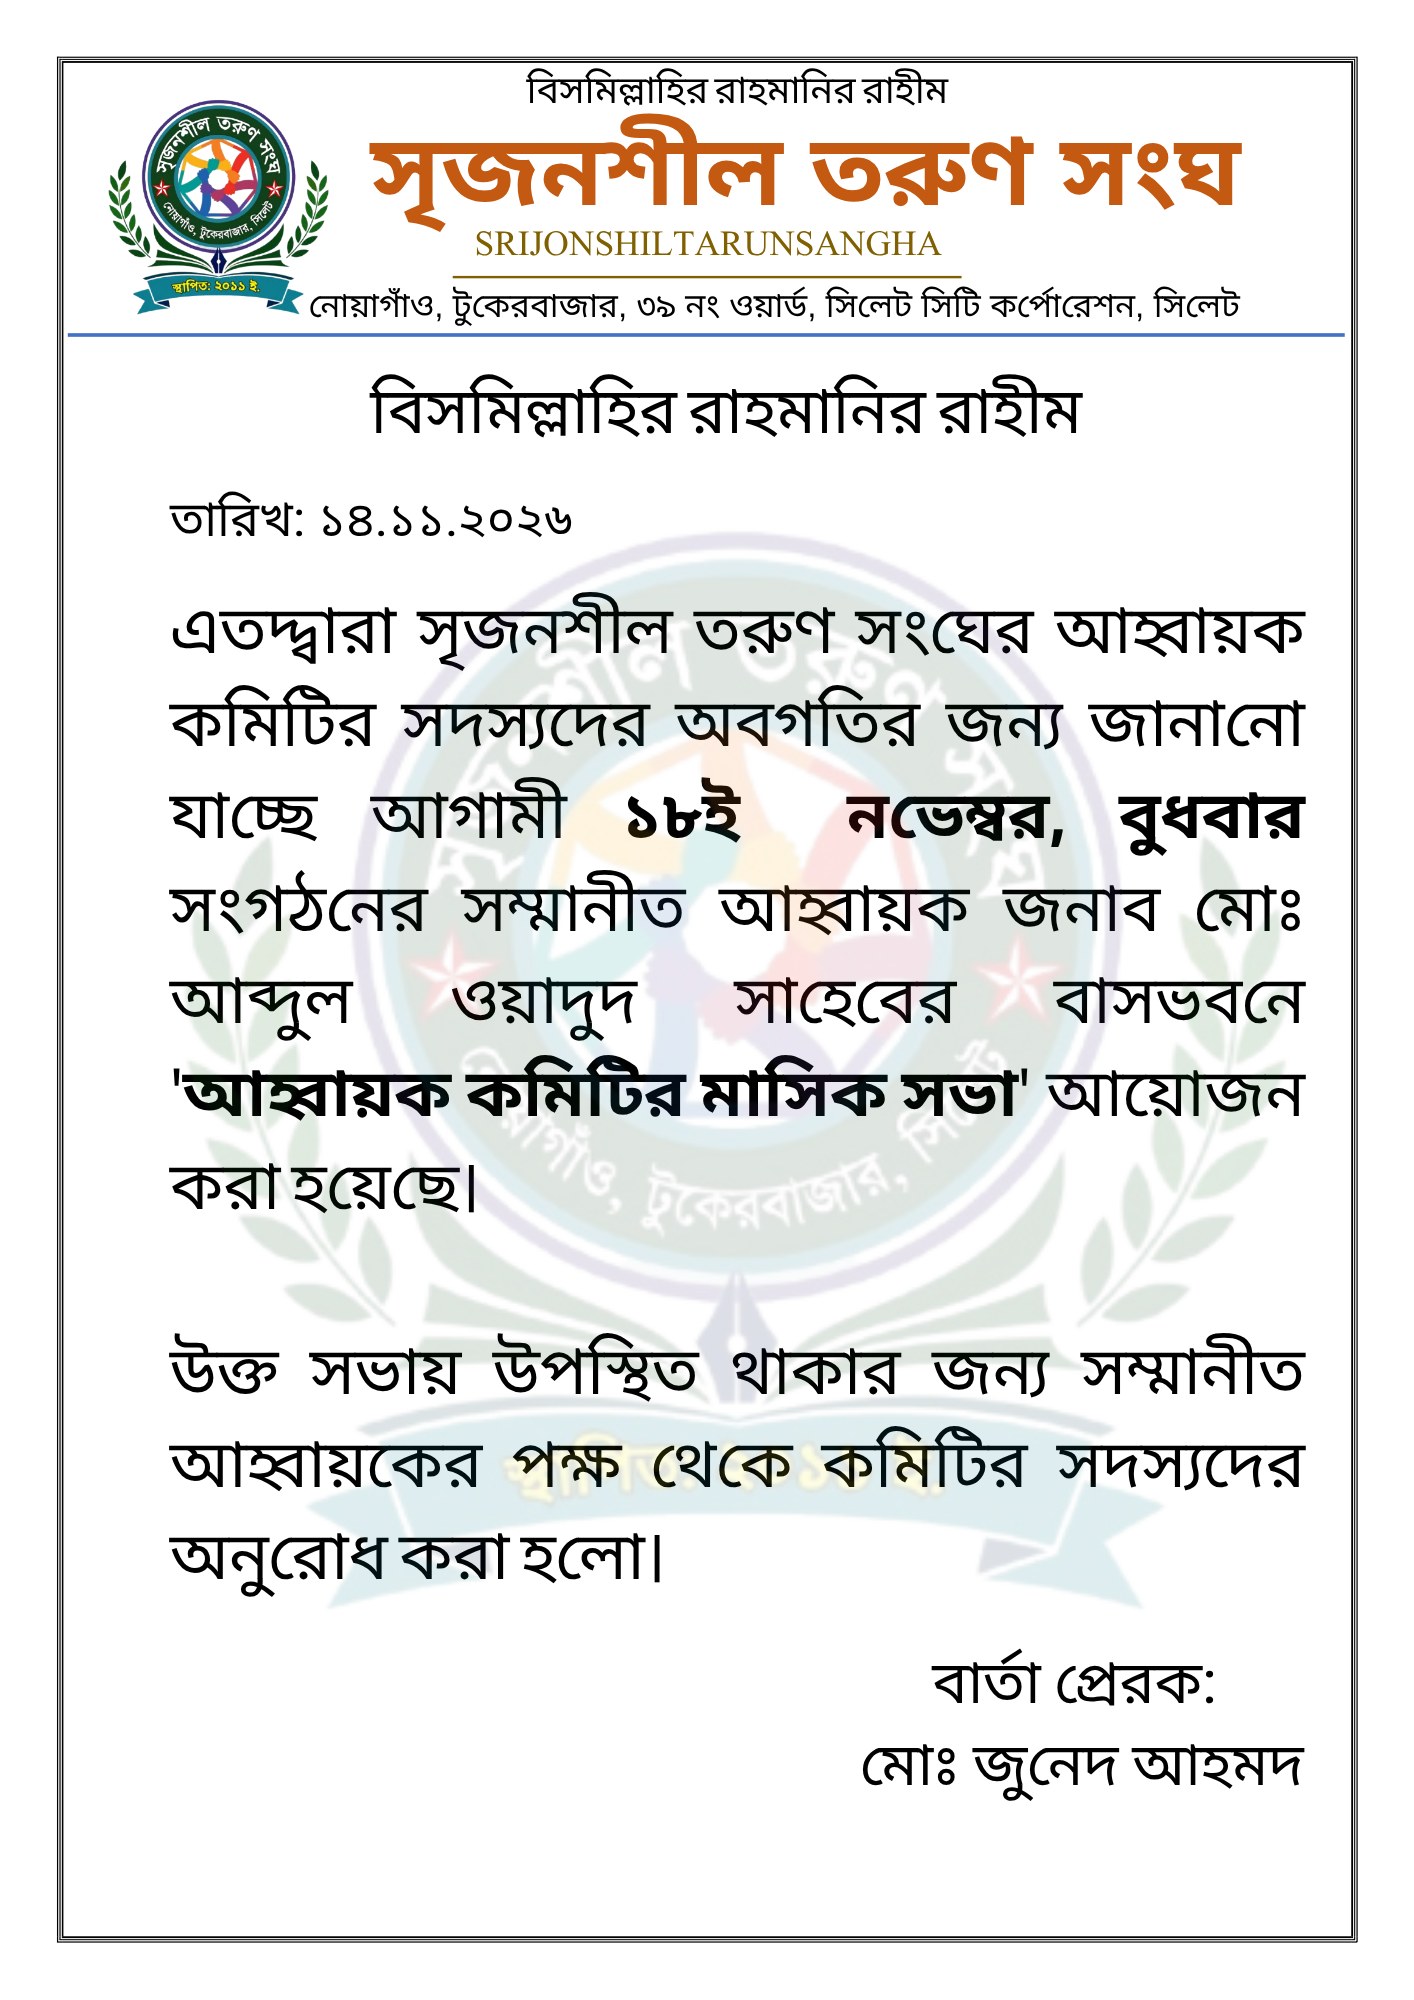 বিসমিল্লাহির রাহমানির রাহীম
সৃজনশীল তরুণ সংঘ
SRIJONSHILTARUNSANGHA
সৃজনশীল তরুণ সংঘ
নোয়াগাঁও, টুকেরবাজার, সিলেট
স্থাপিত: ২০১১ ই.
নোয়াগাঁও, টুকেরবাজার, ৩৯ নং ওয়ার্ড, সিলেট সিটি কর্পোরেশন, সিলেট
বিসমিল্লাহির রাহমানির রাহীম
তারিখ: ১৪.১১.২০২৬
এতদ্দ্বারা সৃজনশীল তরুণ সংঘের আহ্বায়ক
কমিটির সদস্যদের অবগতির জন্য জানানো
যাচ্ছে আগামী ১৮ই নভেম্বর, বুধবার
সংগঠনের সম্মানীত আহ্বায়ক জনাব মোঃ
আব্দুল ওয়াদুদ সাহেবের বাসভবনে
'আহ্বায়ক কমিটির মাসিক সভা' আয়োজন
করা হয়েছে।
উক্ত সভায় উপস্থিত থাকার জন্য সম্মানীত
আহ্বায়কের পক্ষ থেকে কমিটির সদস্যদের
অনুরোধ করা হলো।
বার্তা প্রেরক:
মোঃ জুনেদ আহমদ